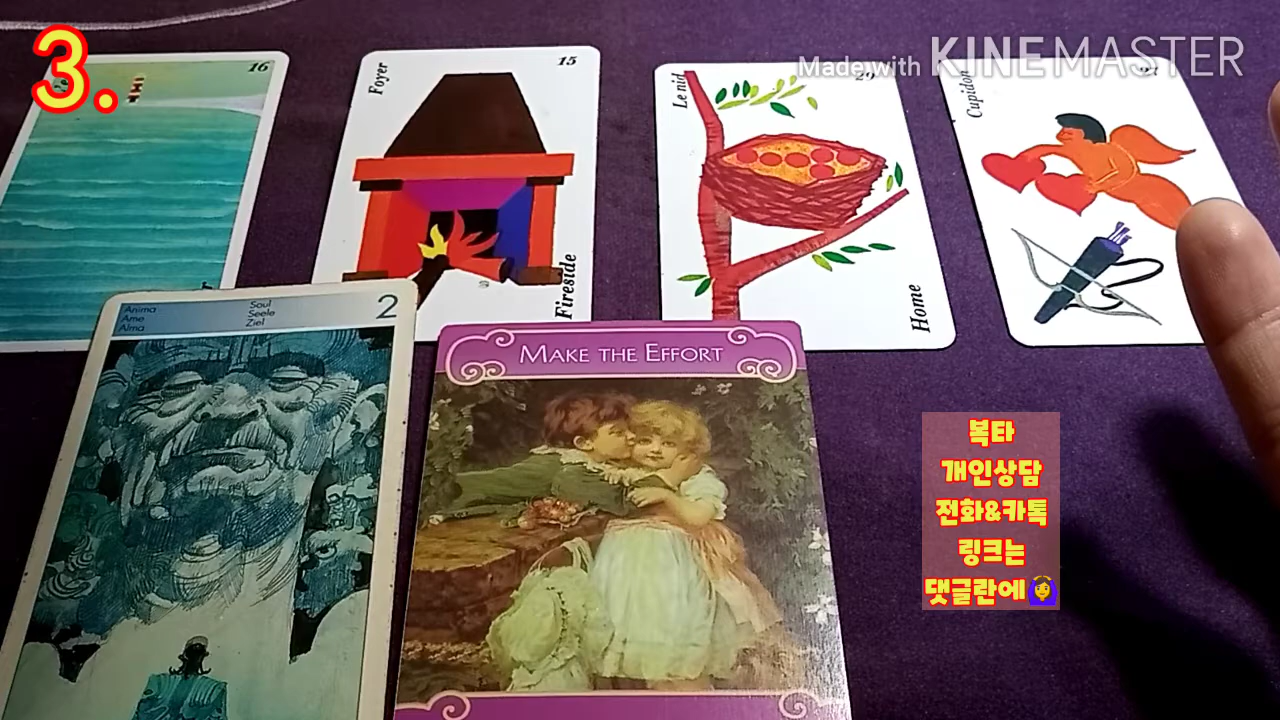 3.
Made with KINEMASTER
16
Foyer
15
Fireside
Le nid
Home
Cupidon
Anima
Ame
Alma
Soul
Seele
Ziel
2
MAKE THE EFFORT
복타
개인상담
전화&카톡
링크는
댓글란에🙆‍♀️